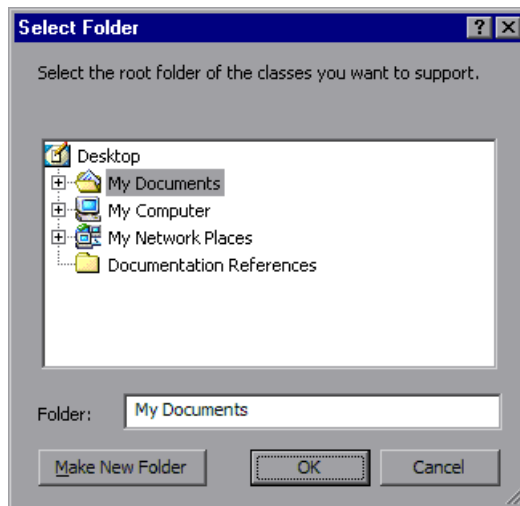 Select Folder
Select the root folder of the classes you want to support.
Desktop
My Documents
My Computer
My Network Places
Documentation References
Folder: My Documents
Make New Folder OK Cancel